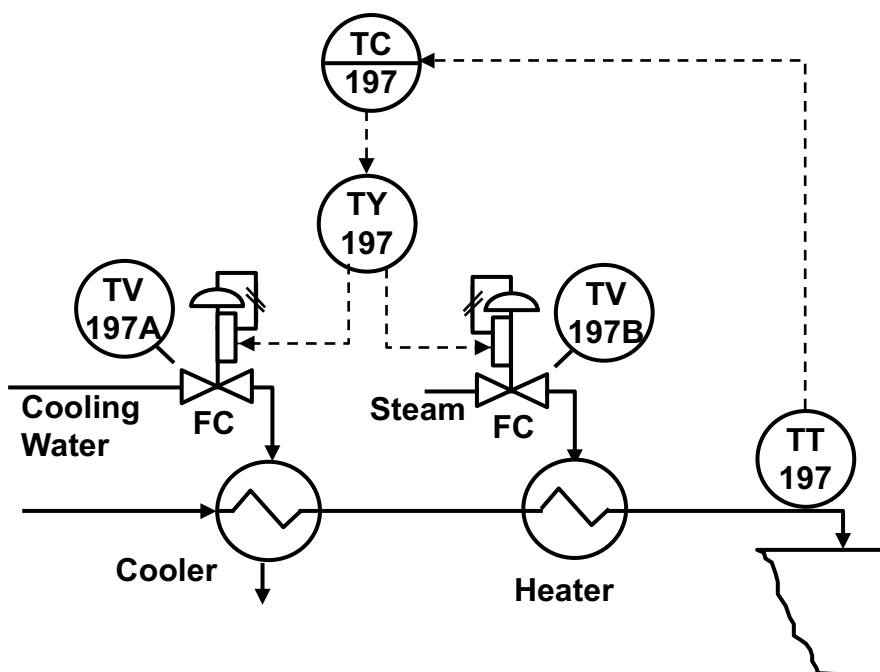 TC
197
TY
197
TV
197A
TV
197B
Cooling
Water
FC
Steam
FC
TT
197
Cooler
Heater